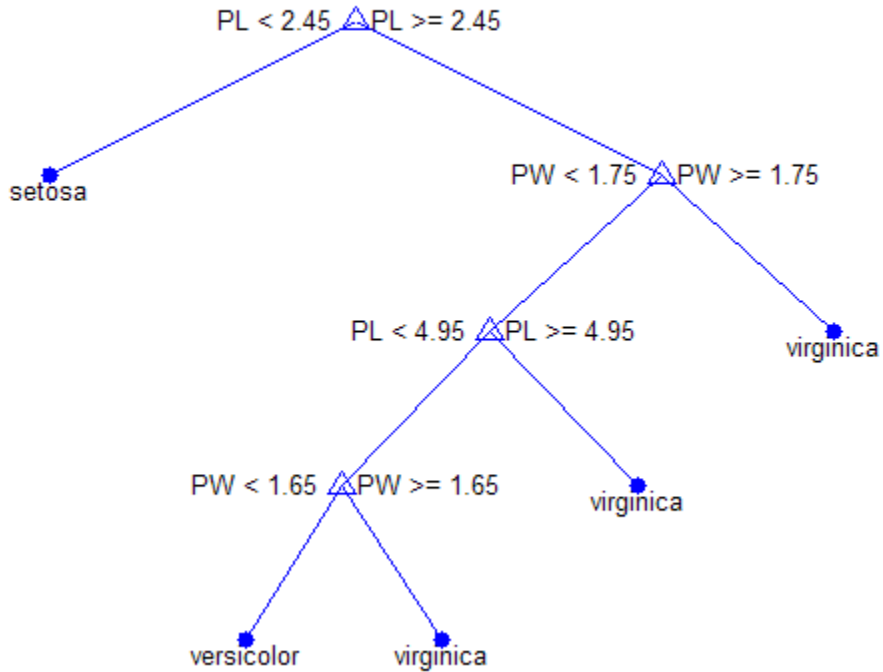 PL < 2.45 PL >= 2.45
setosa
PW < 1.75 PW >= 1.75
PL < 4.95 PL >= 4.95
virginica
PW < 1.65 PW >= 1.65
virginica
versicolor
virginica